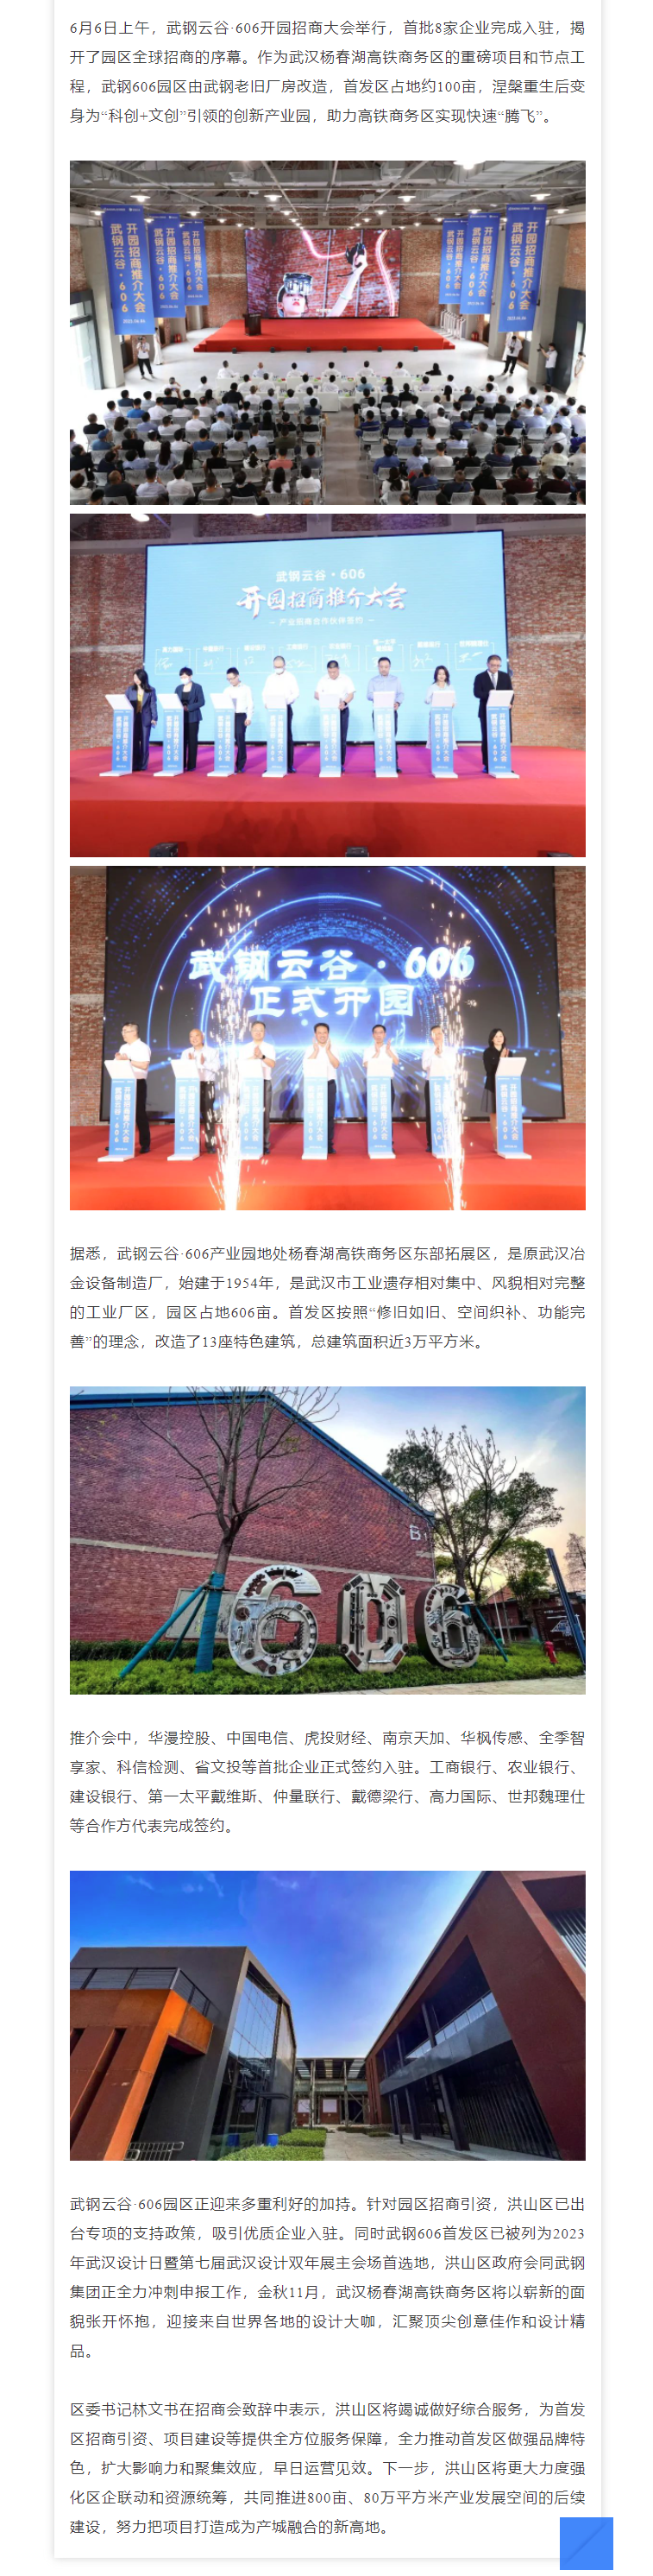 6月6日上午，武钢云谷·606开园招商大会举行，首批8家企业完成入驻，揭
开了园区全球招商的序幕。作为武汉杨春湖高铁商务区的重磅项目和节点工
程，武钢606园区由武钢老旧厂房改造，首发区占地约100亩，涅槃重生后变
身为“科创+文创”引领的创新产业园，助力高铁商务区实现快速“腾飞”。
开园招商推介大会
武钢云谷·606
开园招商推介大会
武钢云谷·606
开园招商推介大会
武钢云谷·606
开园招商推介大会
武钢云谷·606
开园招商推介大会
武钢云谷·606
武钢云谷·606
开园招商推介大会
产业招商合作伙伴签约
武钢云谷·606
正式开园
据悉，武钢云谷·606产业园地处杨春湖高铁商务区东部拓展区，是原武汉冶
金设备制造厂，始建于1954年，是武汉市工业遗存相对集中、风貌相对完整
的工业厂区，园区占地606亩。首发区按照“修旧如旧、空间织补、功能完
善”的理念，改造了13座特色建筑，总建筑面积近3万平方米。
606
推介会中，华漫控股、中国电信、虎投财经、南京天加、华枫传感、全季智
享家、科信检测、省文投等首批企业正式签约入驻。工商银行、农业银行、
建设银行、第一太平戴维斯、仲量联行、戴德梁行、高力国际、世邦魏理仕
等合作方代表完成签约。
武钢云谷·606园区正迎来多重利好的加持。针对园区招商引资，洪山区已出
台专项的支持政策，吸引优质企业入驻。同时武钢606首发区已被列为2023
年武汉设计日暨第七届武汉设计双年展主会场首选地，洪山区政府会同武钢
集团正全力冲刺申报工作，金秋11月，武汉杨春湖高铁商务区将以崭新的面
貌张开怀抱，迎接来自世界各地的设计大咖，汇聚顶尖创意佳作和设计精
品。
区委书记林文书在招商会致辞中表示，洪山区将竭诚做好综合服务，为首发
区招商引资、项目建设等提供全方位服务保障，全力推动首发区做强品牌特
色，扩大影响力和聚集效应，早日运营见效。下一步，洪山区将更大力度强
化区企联动和资源统筹，共同推进800亩、80万平方米产业发展空间的后续
建设，努力把项目打造成为产城融合的新高地。